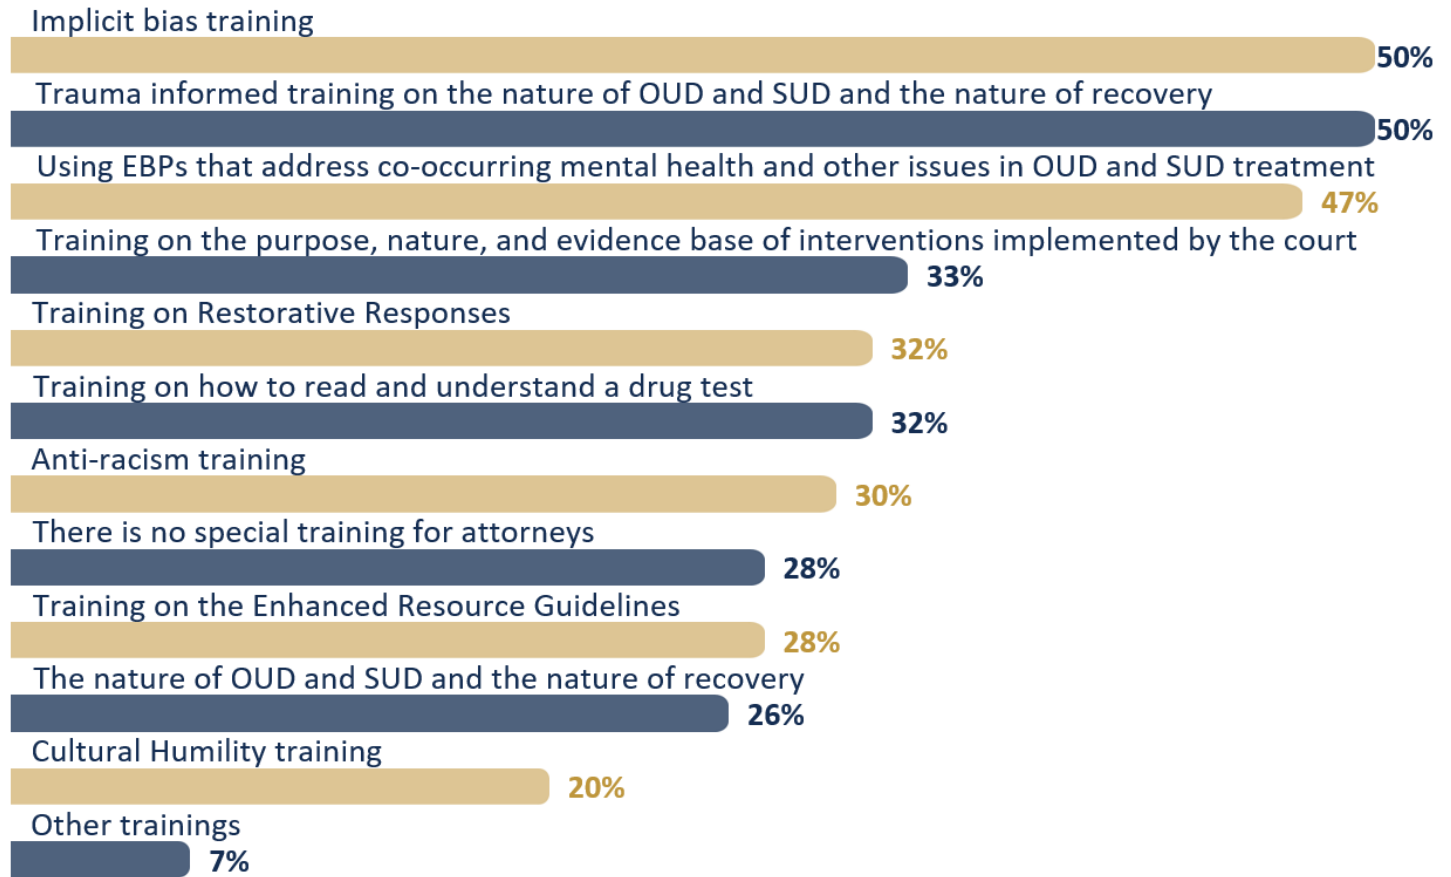 Implicit bias training
50%
Trauma informed training on the nature of OUD and SUD and the nature of recovery
50%
Using EBPs that address co-occurring mental health and other issues in OUD and SUD treatment
47%
Training on the purpose, nature, and evidence base of interventions implemented by the court
33%
Training on Restorative Responses
32%
Training on how to read and understand a drug test
32%
Anti-racism training
30%
There is no special training for attorneys
28%
Training on the Enhanced Resource Guidelines
28%
The nature of OUD and SUD and the nature of recovery
26%
Cultural Humility training
20%
Other trainings
7%